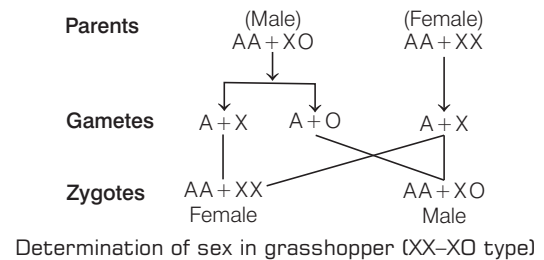 Parents (Male) (Female)
AA+XO AA+XX
Gametes A+X A+O A+X
Zygotes AA+XX AA+XO
Female Male
Determination of sex in grasshopper (XX–XO type)